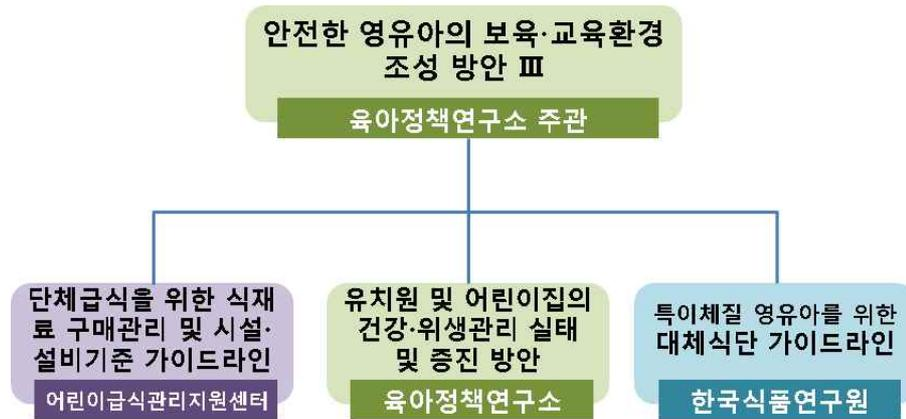 안전한 영유아의 보육·교육환경
조성 방안 Ⅲ
육아정책연구소 주관
단체급식을 위한 식재
료 구매관리 및 시설·
설비기준 가이드라인
어린이급식관리지원센터
유치원 및 어린이집의
건강·위생관리 실태
및 증진 방안
육아정책연구소
특이체질 영유아를 위한
대체식단 가이드라인
한국식품연구원